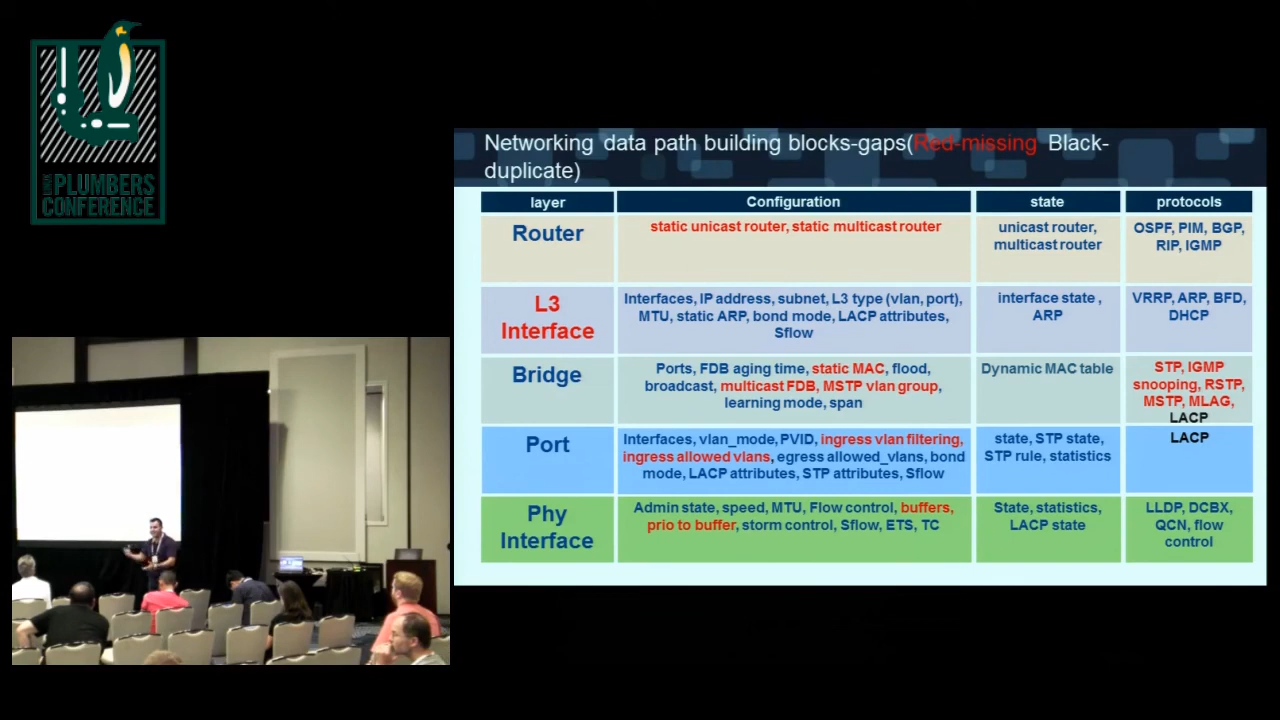 LINUX PLUMBERS
CONFERENCE
Networking data path building blocks-gaps(Red-missing Black-
duplicate)
layer
Configuration
state
protocols
Router
static unicast router, static multicast router
unicast router,
multicast router
OSPF, PIM, BGP,
RIP, IGMP
L3
Interface
Interfaces, IP address, subnet, L3 type (vlan, port),
MTU, static ARP, bond mode, LACP attributes,
Sflow
interface state ,
ARP
VRRP, ARP, BFD,
DHCP
Bridge
Ports, FDB aging time, static MAC, flood,
broadcast, multicast FDB, MSTP vlan group,
learning mode, span
Dynamic MAC table
STP, IGMP
snooping, RSTP,
MSTP, MLAG,
LACP
Port
Interfaces, vlan_mode, PVID, ingress vlan filtering,
ingress allowed vlans, egress allowed_vlans, bond
mode, LACP attributes, STP attributes, Sflow
state, STP state,
STP rule, statistics
LACP
Phy
Interface
Admin state, speed, MTU, Flow control, buffers,
prio to buffer, storm control, Sflow, ETS, TC
State, statistics,
LACP state
LLDP, DCBX,
QCN, flow
control